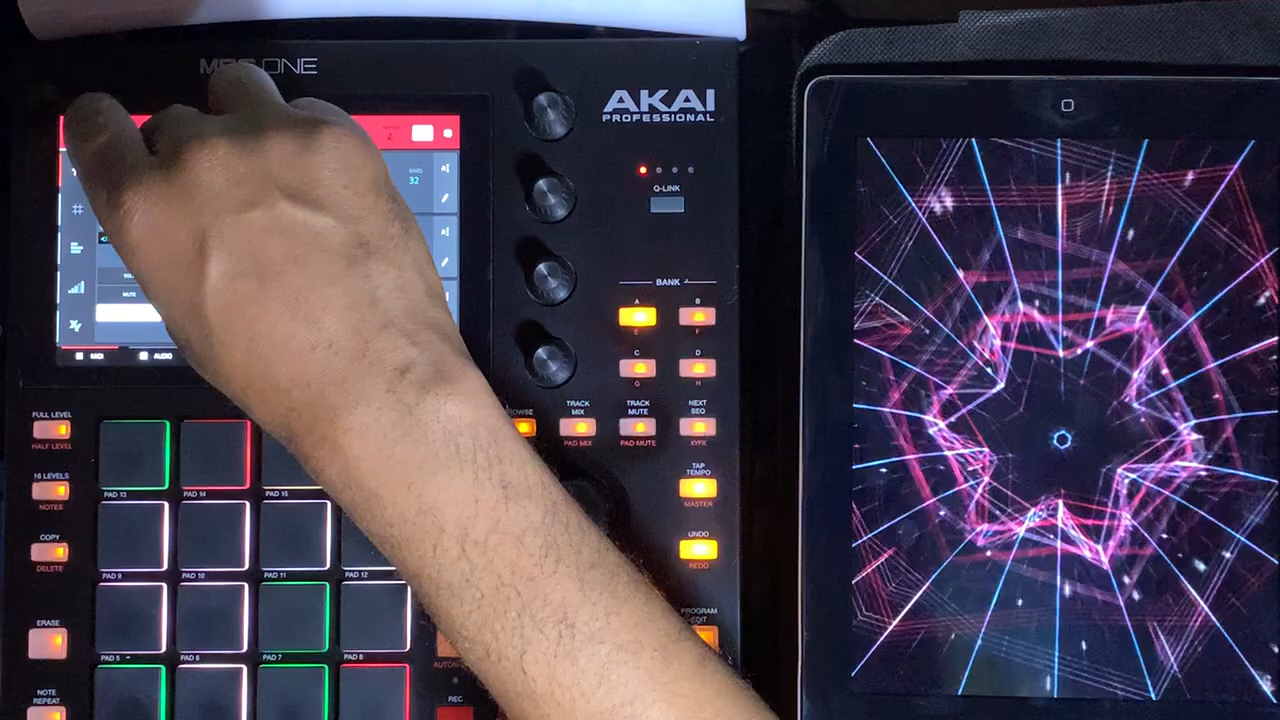 MPC ONE
AKAI
PROFESSIONAL
BARS
32
Q-LINK
MUTE
MIDI
AUDIO
BANK
A
B
E
F
C
D
G
H
FULL LEVEL
HALF LEVEL
TRACK MIX
TRACK MUTE
NEXT SEQ
PAD MIX
PAD MUTE
XYFX
16 LEVELS
NOTES
TAP TEMPO
MASTER
PAD 13
PAD 14
PAD 15
COPY
DELETE
UNDO
REDO
PAD 9
PAD 10
PAD 11
PAD 12
ERASE
PROGRAM EDIT
PAD 5
PAD 6
PAD 7
PAD 8
NOTE REPEAT
REC